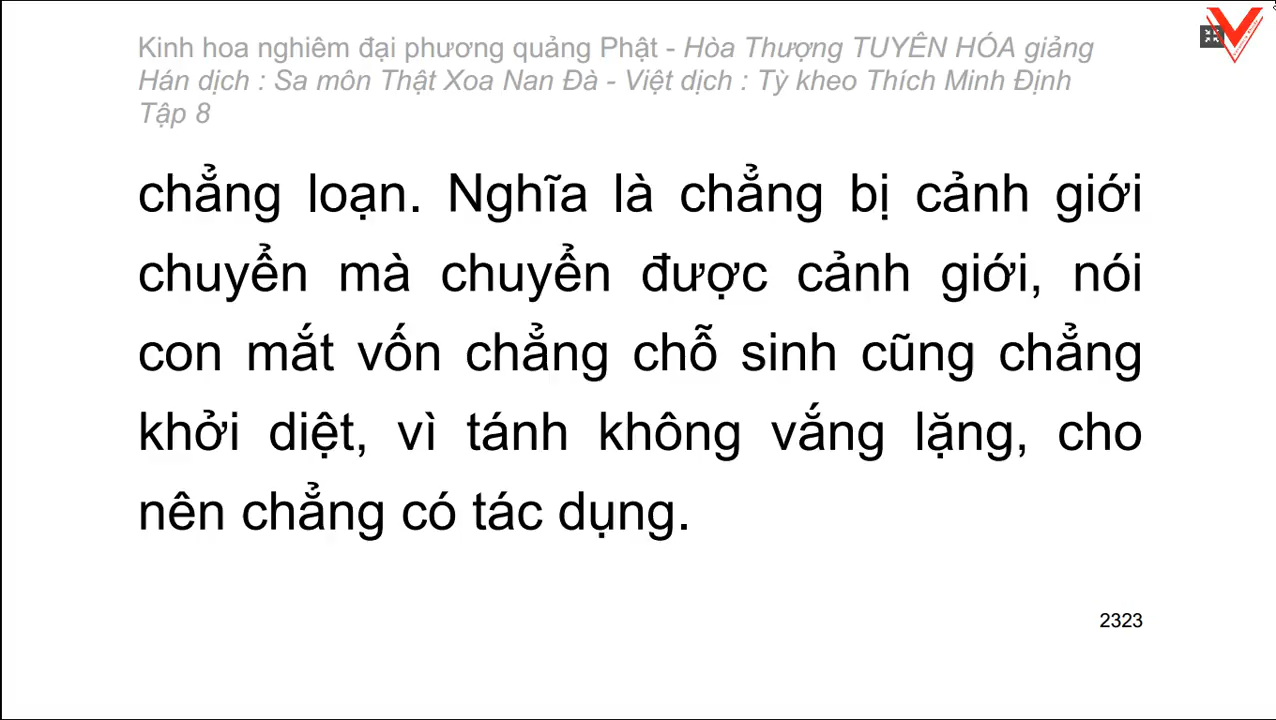 Kinh hoa nghiêm đại phương quảng Phật - Hòa Thượng TUYÊN HÓA giảng
Hán dịch : Sa môn Thật Xoa Nan Đà - Việt dịch : Tỳ kheo Thích Minh Định
Tập 8
chẳng loạn. Nghĩa là chẳng bị cảnh giới
chuyển mà chuyển được cảnh giới, nói
con mắt vốn chẳng chỗ sinh cũng chẳng
khởi diệt, vì tánh không vắng lặng, cho
nên chẳng có tác dụng.
2323